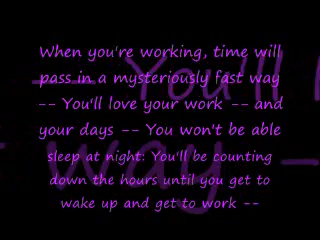 When you're working, time will
pass in a mysteriously fast way
-- You'll love your work -- and
your days -- You won't be able
sleep at night: You'll be counting
down the hours until you get to
wake up and get to work --